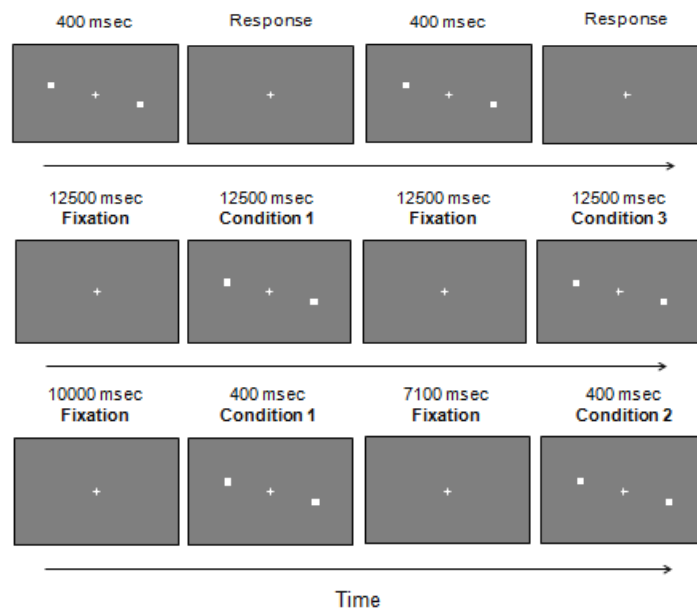 400 msec Response 400 msec Response
12500 msec 12500 msec 12500 msec 12500 msec
Fixation Condition 1 Fixation Condition 3
10000 msec 400 msec 7100 msec 400 msec
Fixation Condition 1 Fixation Condition 2
Time